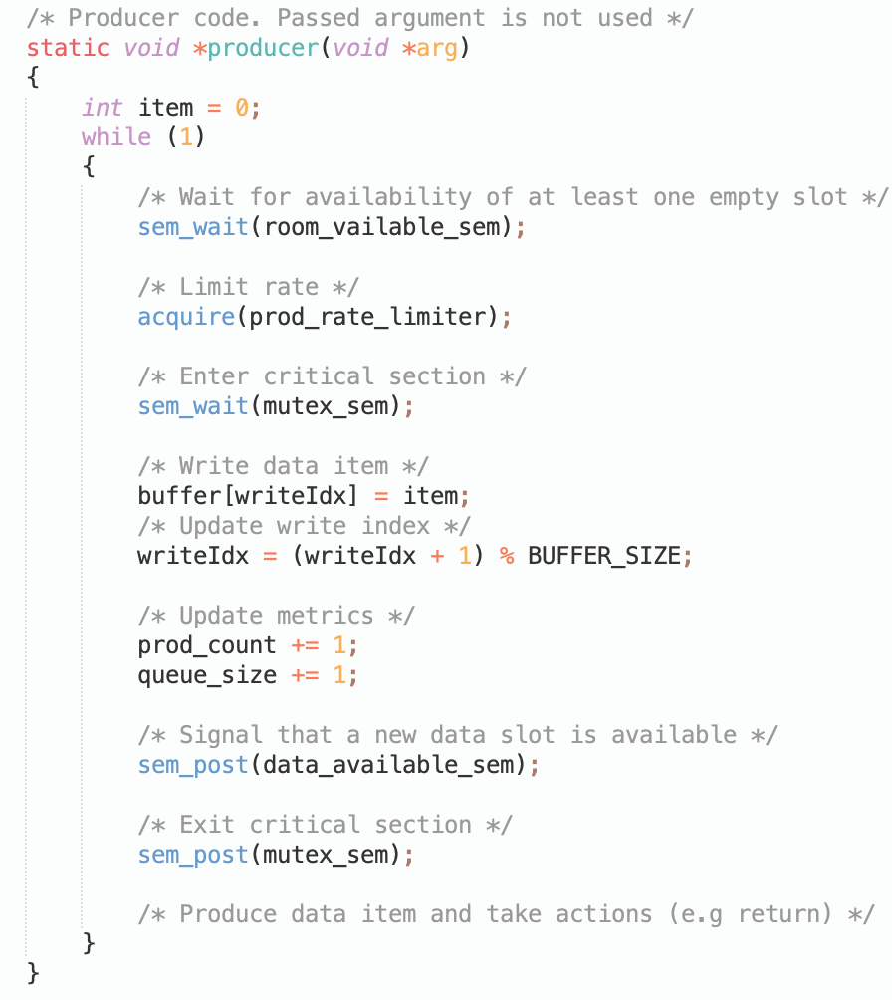 /* Producer code. Passed argument is not used */
static void *producer(void *arg)
{
    int item = 0;
    while (1)
    {
        /* Wait for availability of at least one empty slot */
        sem_wait(room_vailable_sem);

        /* Limit rate */
        acquire(prod_rate_limiter);

        /* Enter critical section */
        sem_wait(mutex_sem);

        /* Write data item */
        buffer[writeIdx] = item;
        /* Update write index */
        writeIdx = (writeIdx + 1) % BUFFER_SIZE;

        /* Update metrics */
        prod_count += 1;
        queue_size += 1;

        /* Signal that a new data slot is available */
        sem_post(data_available_sem);

        /* Exit critical section */
        sem_post(mutex_sem);

        /* Produce data item and take actions (e.g return) */
    }
}